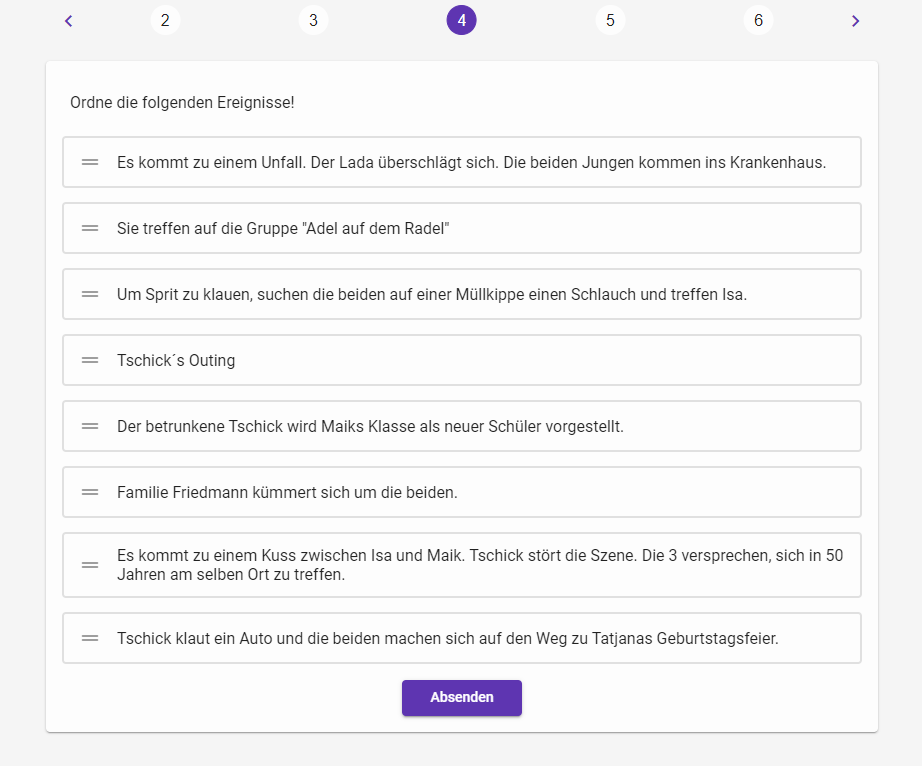 2 3 4 5 6
Ordne die folgenden Ereignisse!
Es kommt zu einem Unfall. Der Lada überschlägt sich. Die beiden Jungen kommen ins Krankenhaus.
Sie treffen auf die Gruppe "Adel auf dem Radel"
Um Sprit zu klauen, suchen die beiden auf einer Müllkippe einen Schlauch und treffen Isa.
Tschick´s Outing
Der betrunkene Tschick wird Maiks Klasse als neuer Schüler vorgestellt.
Familie Friedmann kümmert sich um die beiden.
Es kommt zu einem Kuss zwischen Isa und Maik. Tschick stört die Szene. Die 3 versprechen, sich in 50
Jahren am selben Ort zu treffen.
Tschick klaut ein Auto und die beiden machen sich auf den Weg zu Tatjanas Geburtstagsfeier.
Absenden